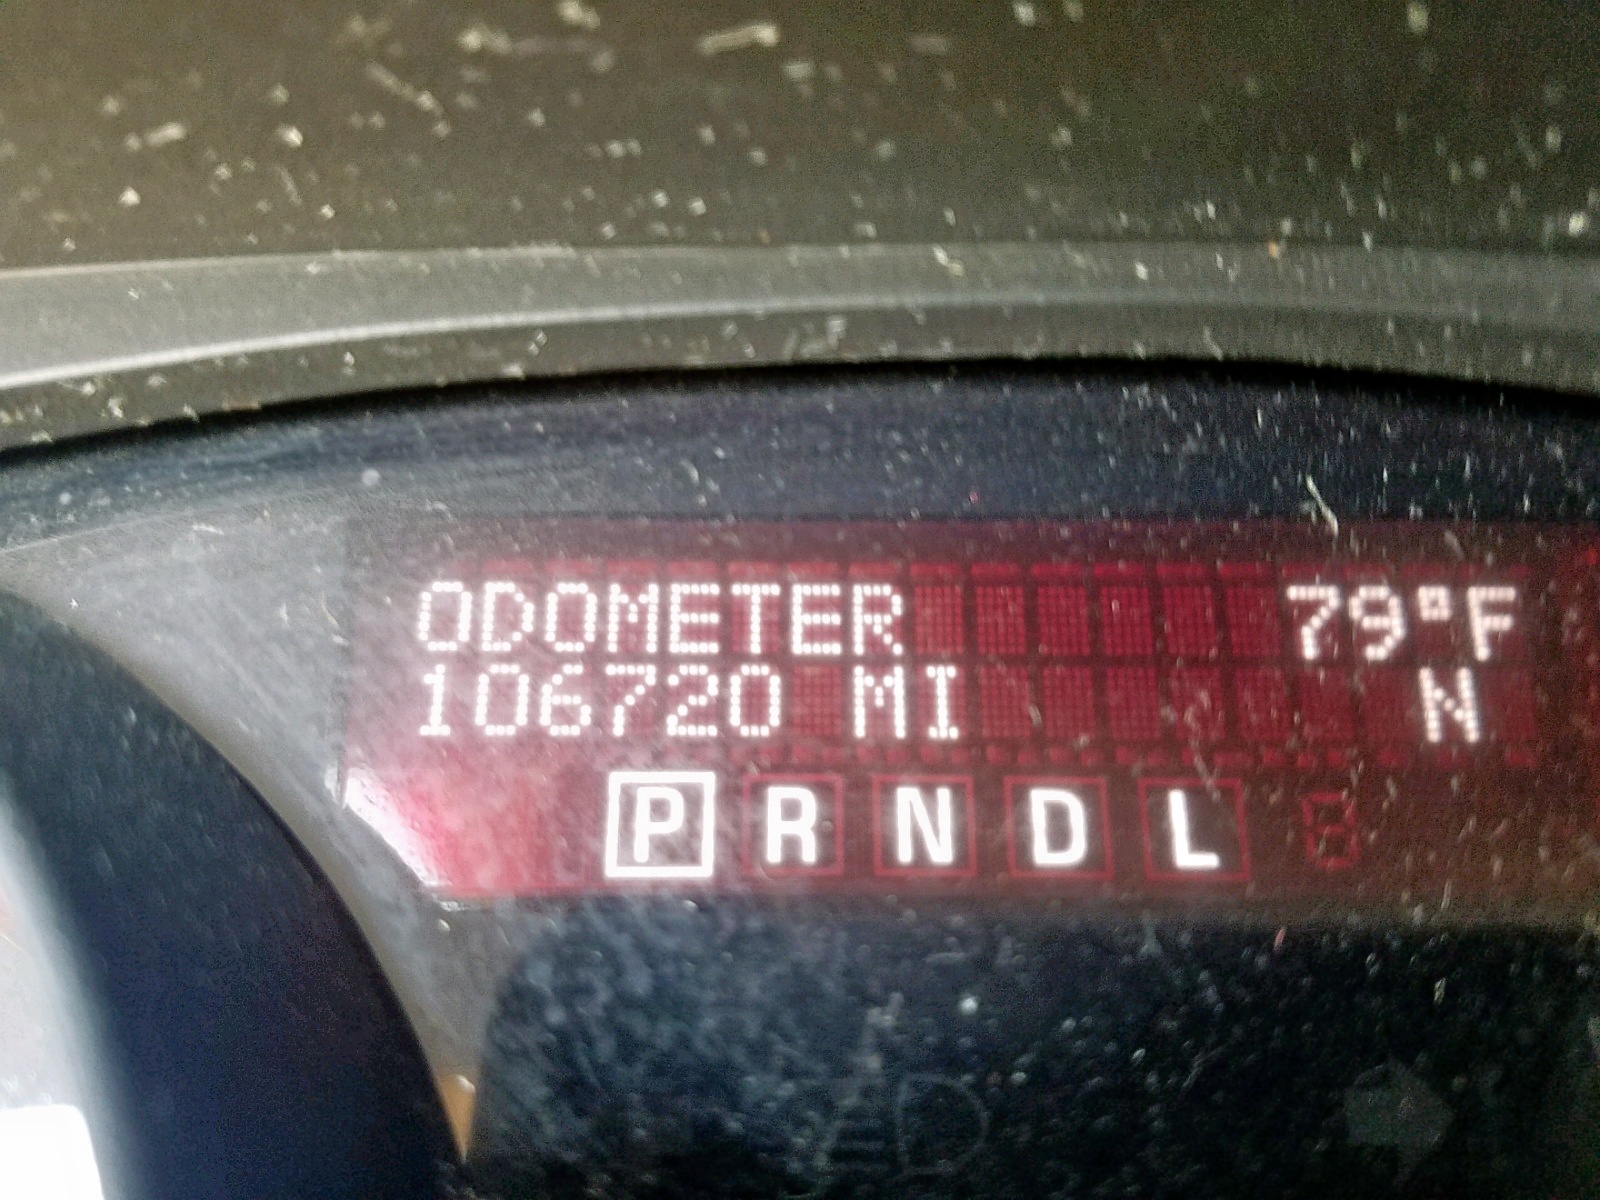 ODOMETER 79°F
106720 MI N
P R N D L